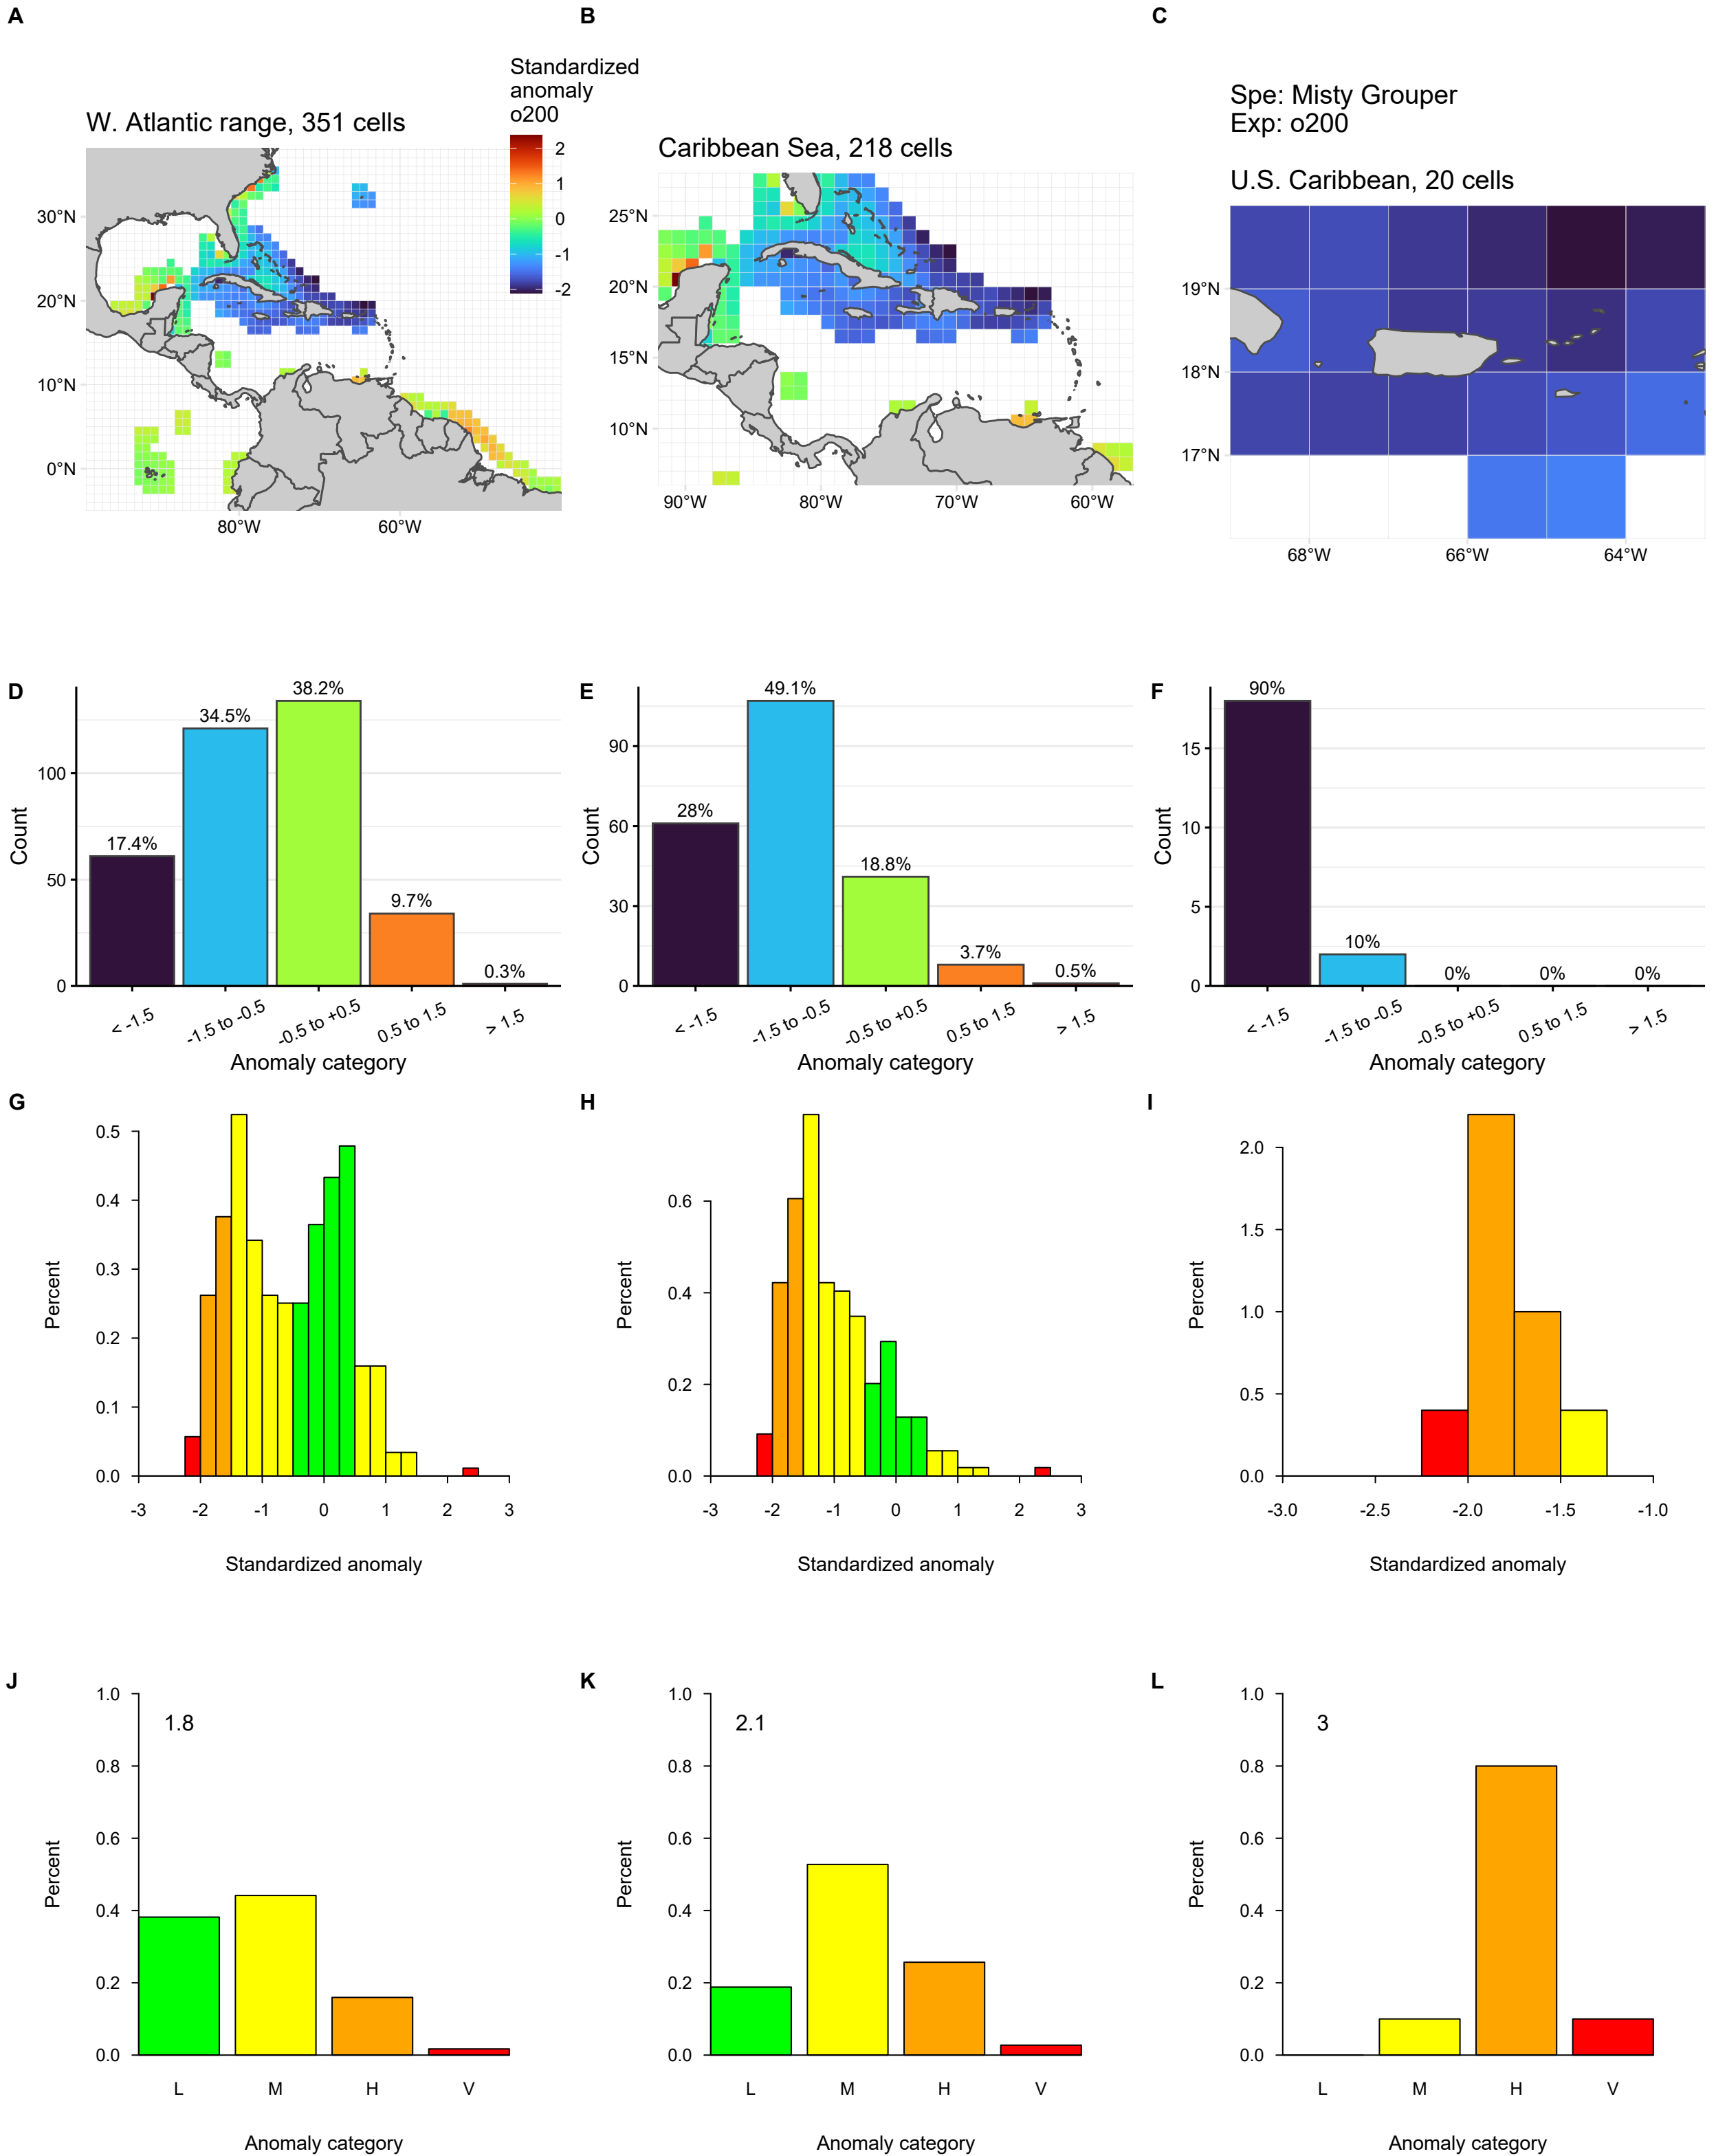 A
B
C
Standardized
anomaly
o200
2
1
0
-1
-2
W. Atlantic range, 351 cells
30°N
20°N
10°N
0°N
80°W
60°W
Caribbean Sea, 218 cells
25°N
20°N
15°N
10°N
90°W
80°W
70°W
60°W
Spe: Misty Grouper
Exp: o200
U.S. Caribbean, 20 cells
19°N
18°N
17°N
68°W
66°W
64°W
D
Count
100
50
0
17.4%
34.5%
38.2%
9.7%
0.3%
< -1.5
-1.5 to -0.5
-0.5 to +0.5
0.5 to 1.5
> 1.5
Anomaly category
E
Count
90
60
30
0
28%
49.1%
18.8%
3.7%
0.5%
< -1.5
-1.5 to -0.5
-0.5 to +0.5
0.5 to 1.5
> 1.5
Anomaly category
F
Count
15
10
5
0
90%
10%
0%
0%
0%
< -1.5
-1.5 to -0.5
-0.5 to +0.5
0.5 to 1.5
> 1.5
Anomaly category
G
Percent
0.5
0.4
0.3
0.2
0.1
0.0
-3
-2
-1
0
1
2
3
Standardized anomaly
H
Percent
0.6
0.4
0.2
0.0
-3
-2
-1
0
1
2
3
Standardized anomaly
I
Percent
2.0
1.5
1.0
0.5
0.0
-3.0
-2.5
-2.0
-1.5
-1.0
Standardized anomaly
J
Percent
1.0
0.8
0.6
0.4
0.2
0.0
1.8
L
M
H
V
Anomaly category
K
Percent
1.0
0.8
0.6
0.4
0.2
0.0
2.1
L
M
H
V
Anomaly category
L
Percent
1.0
0.8
0.6
0.4
0.2
0.0
3
L
M
H
V
Anomaly category